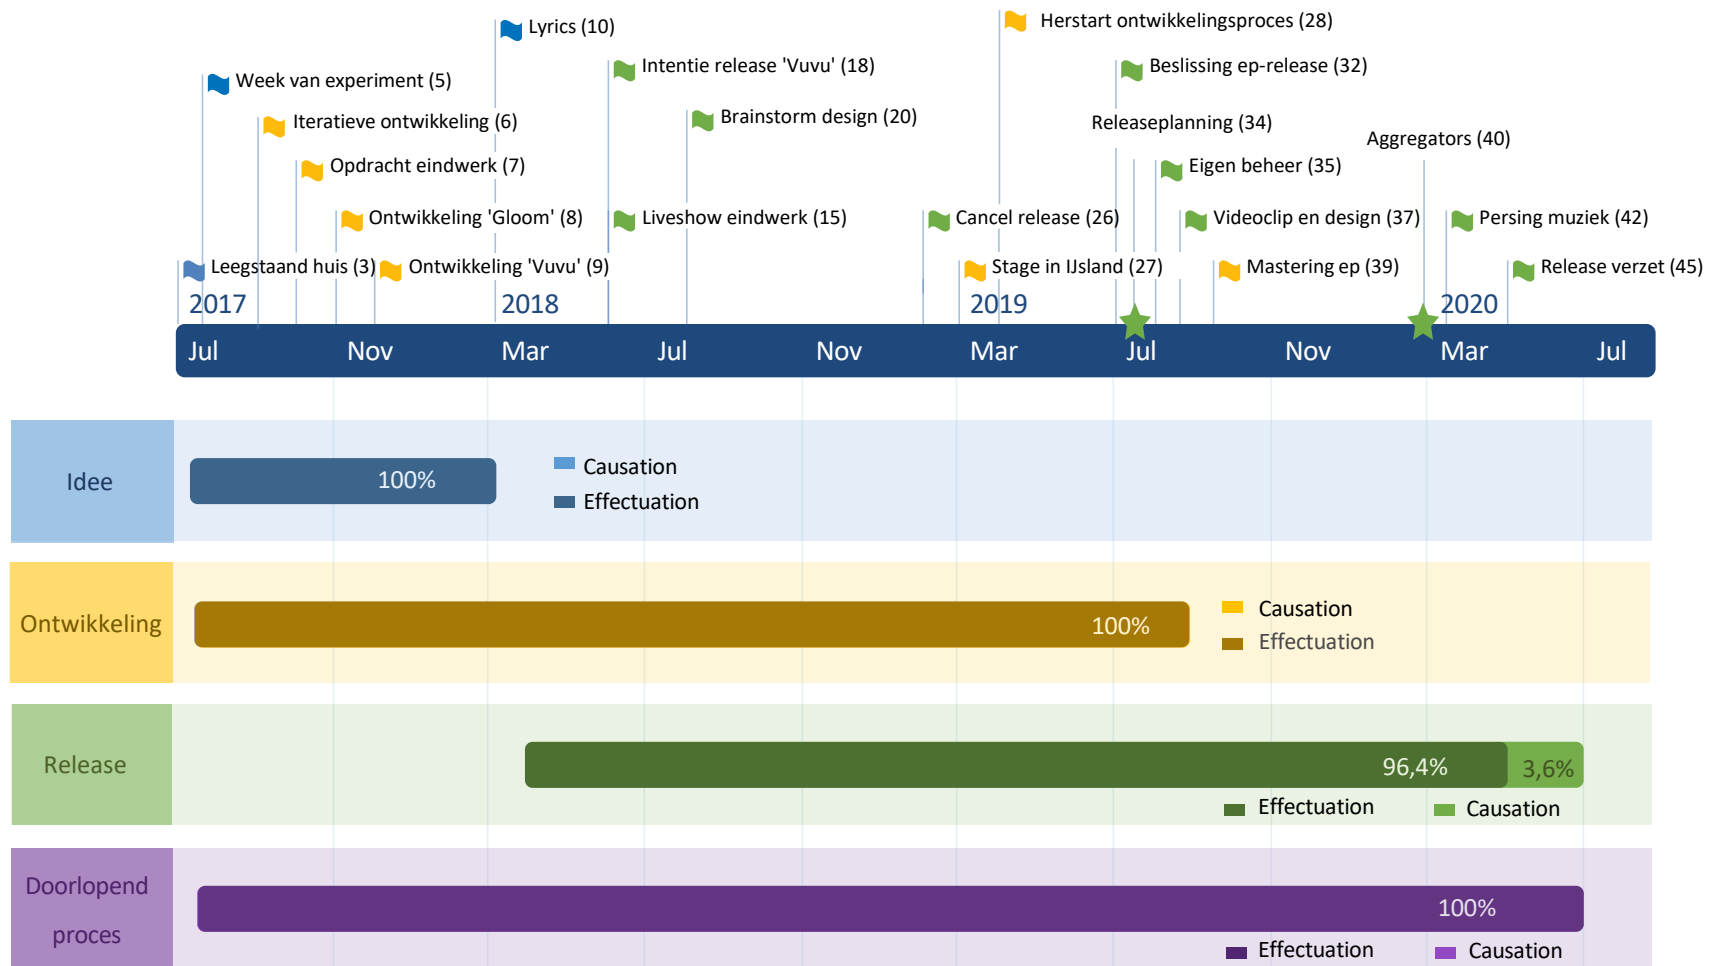 Lyrics (10)
Herstart ontwikkelingsproces (28)
Week van experiment (5)
Intentie release 'Vuvu' (18)
Beslissing ep-release (32)
Iteratieve ontwikkeling (6)
Brainstorm design (20)
Releaseplanning (34)
Aggregators (40)
Opdracht eindwerk (7)
Eigen beheer (35)
Ontwikkeling 'Gloom' (8)
Liveshow eindwerk (15)
Cancel release (26)
Videoclip en design (37)
Persing muziek (42)
Leegstaand huis (3)
Ontwikkeling 'Vuvu' (9)
Stage in IJsland (27)
Mastering ep (39)
Release verzet (45)
2017
2018
2019
2020
Jul
Nov
Mar
Jul
Nov
Mar
Jul
Nov
Mar
Jul
Idee
100%
Causation
Effectuation
Ontwikkeling
100%
Causation
Effectuation
Release
96,4%
3,6%
Effectuation
Causation
Doorlopend
proces
100%
Effectuation
Causation